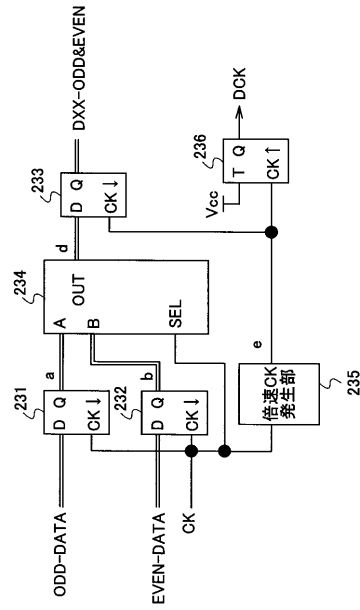 ODD-DATA
231
D Q
CK↓
a
EVEN-DATA
232
D Q
CK↓
b
CK
234
A
B
OUT
SEL
d
233
D Q
CK↓
DXX-ODD&EVEN
倍速CK
発生部
235
e
Vcc
236
T Q
CK↑
DCK